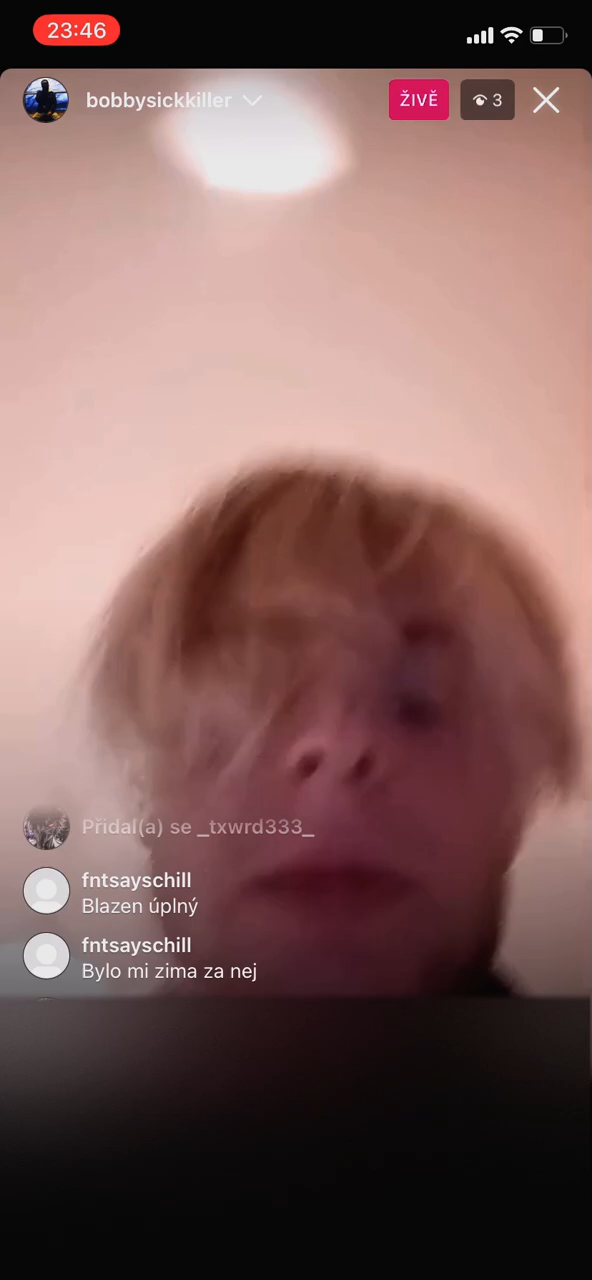 23:46
bobbysickkiller
ŽIVĚ
3
Přidal(a) se _txwrd333_
fntsayschill
Blazen úplný
fntsayschill
Bylo mi zima za nej